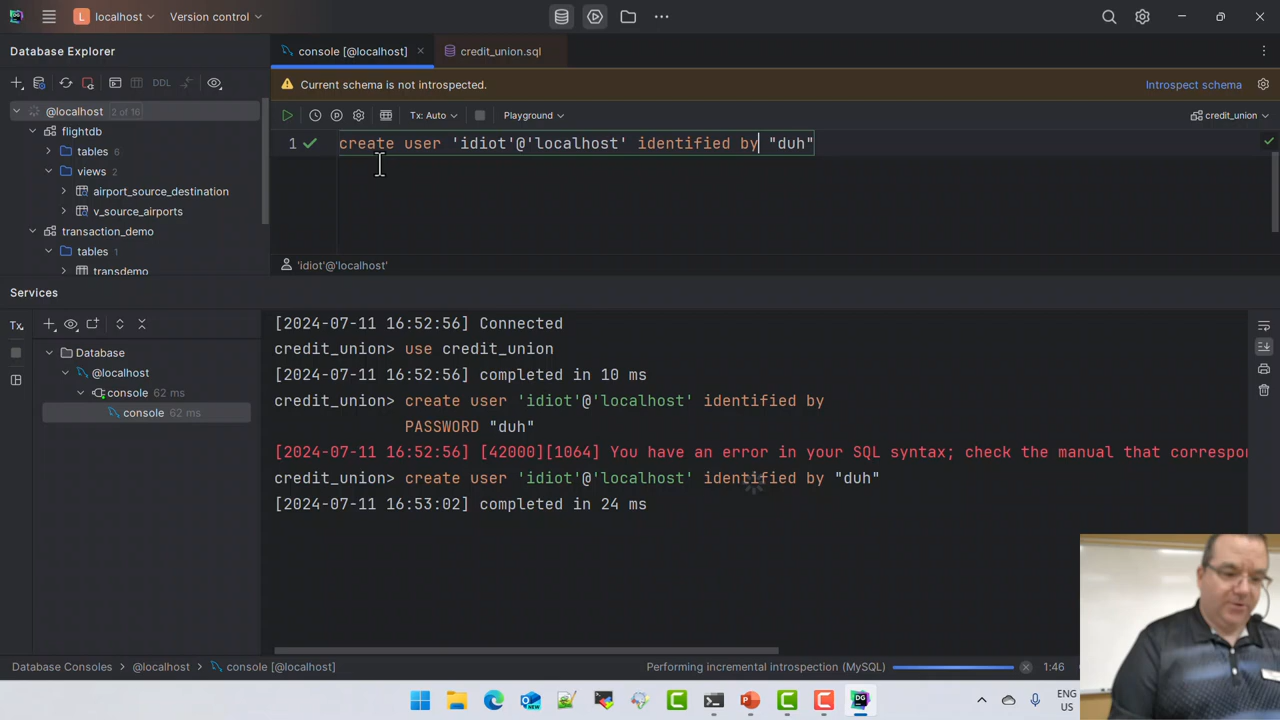 L localhost Version control
Database Explorer
console [@localhost]
credit_union.sql
Current schema is not introspected.
Introspect schema
DDL
Tx: Auto
Playground
credit_union
@localhost 2 of 16
flightdb
tables 6
views 2
airport_source_destination
v_source_airports
transaction_demo
tables 1
transdemo
1 create user 'idiot'@'localhost' identified by "duh"
'idiot'@'localhost'
Services
Tx
Database
@localhost
console 62 ms
console 62 ms
[2024-07-11 16:52:56] Connected
credit_union> use credit_union
[2024-07-11 16:52:56] completed in 10 ms
credit_union> create user 'idiot'@'localhost' identified by
PASSWORD "duh"
[2024-07-11 16:52:56] [42000][1064] You have an error in your SQL syntax; check the manual that correspor
credit_union> create user 'idiot'@'localhost' identified by "duh"
[2024-07-11 16:53:02] completed in 24 ms
Database Consoles > @localhost > console [@localhost]
Performing incremental introspection (MySQL)
1:46
NEW
DG
ENG
US